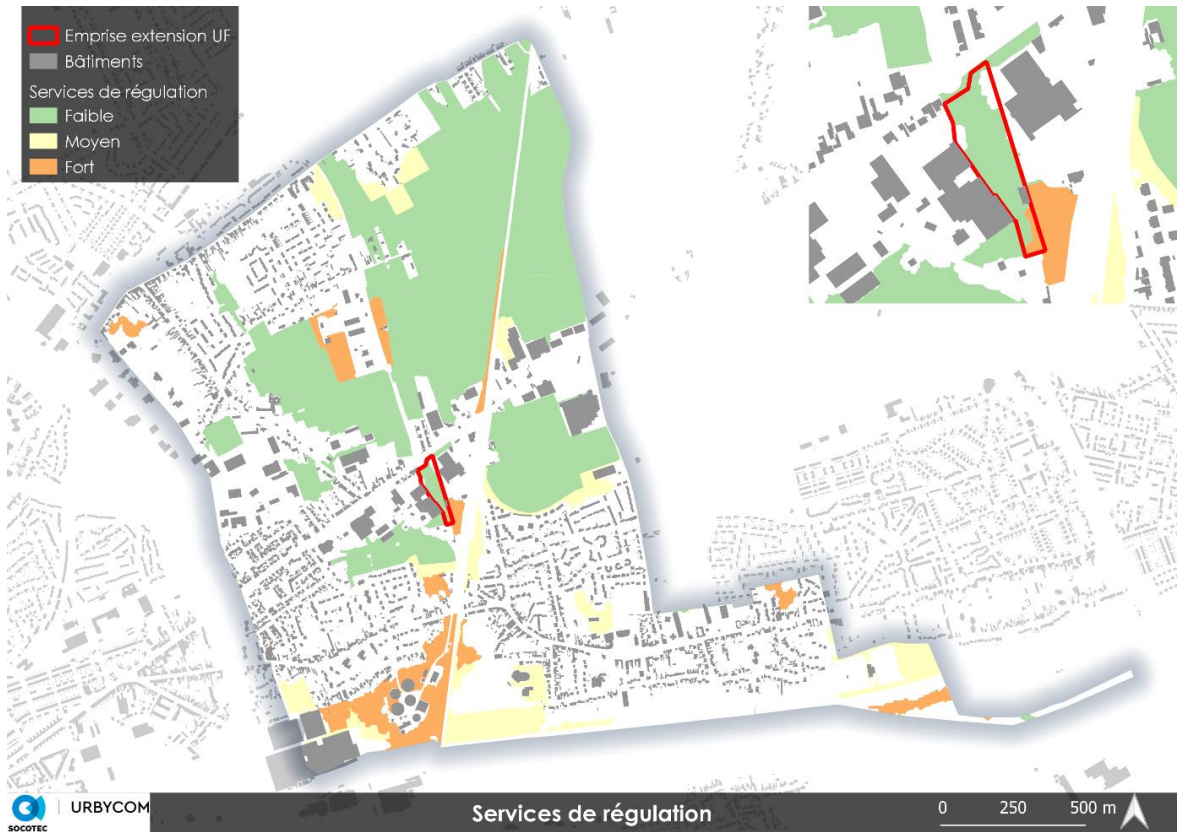 Emprise extension UF
Bâtiments
Services de régulation
Faible
Moyen
Fort
SOCOTEC
URBYCOM
Services de régulation
0 250 500 m